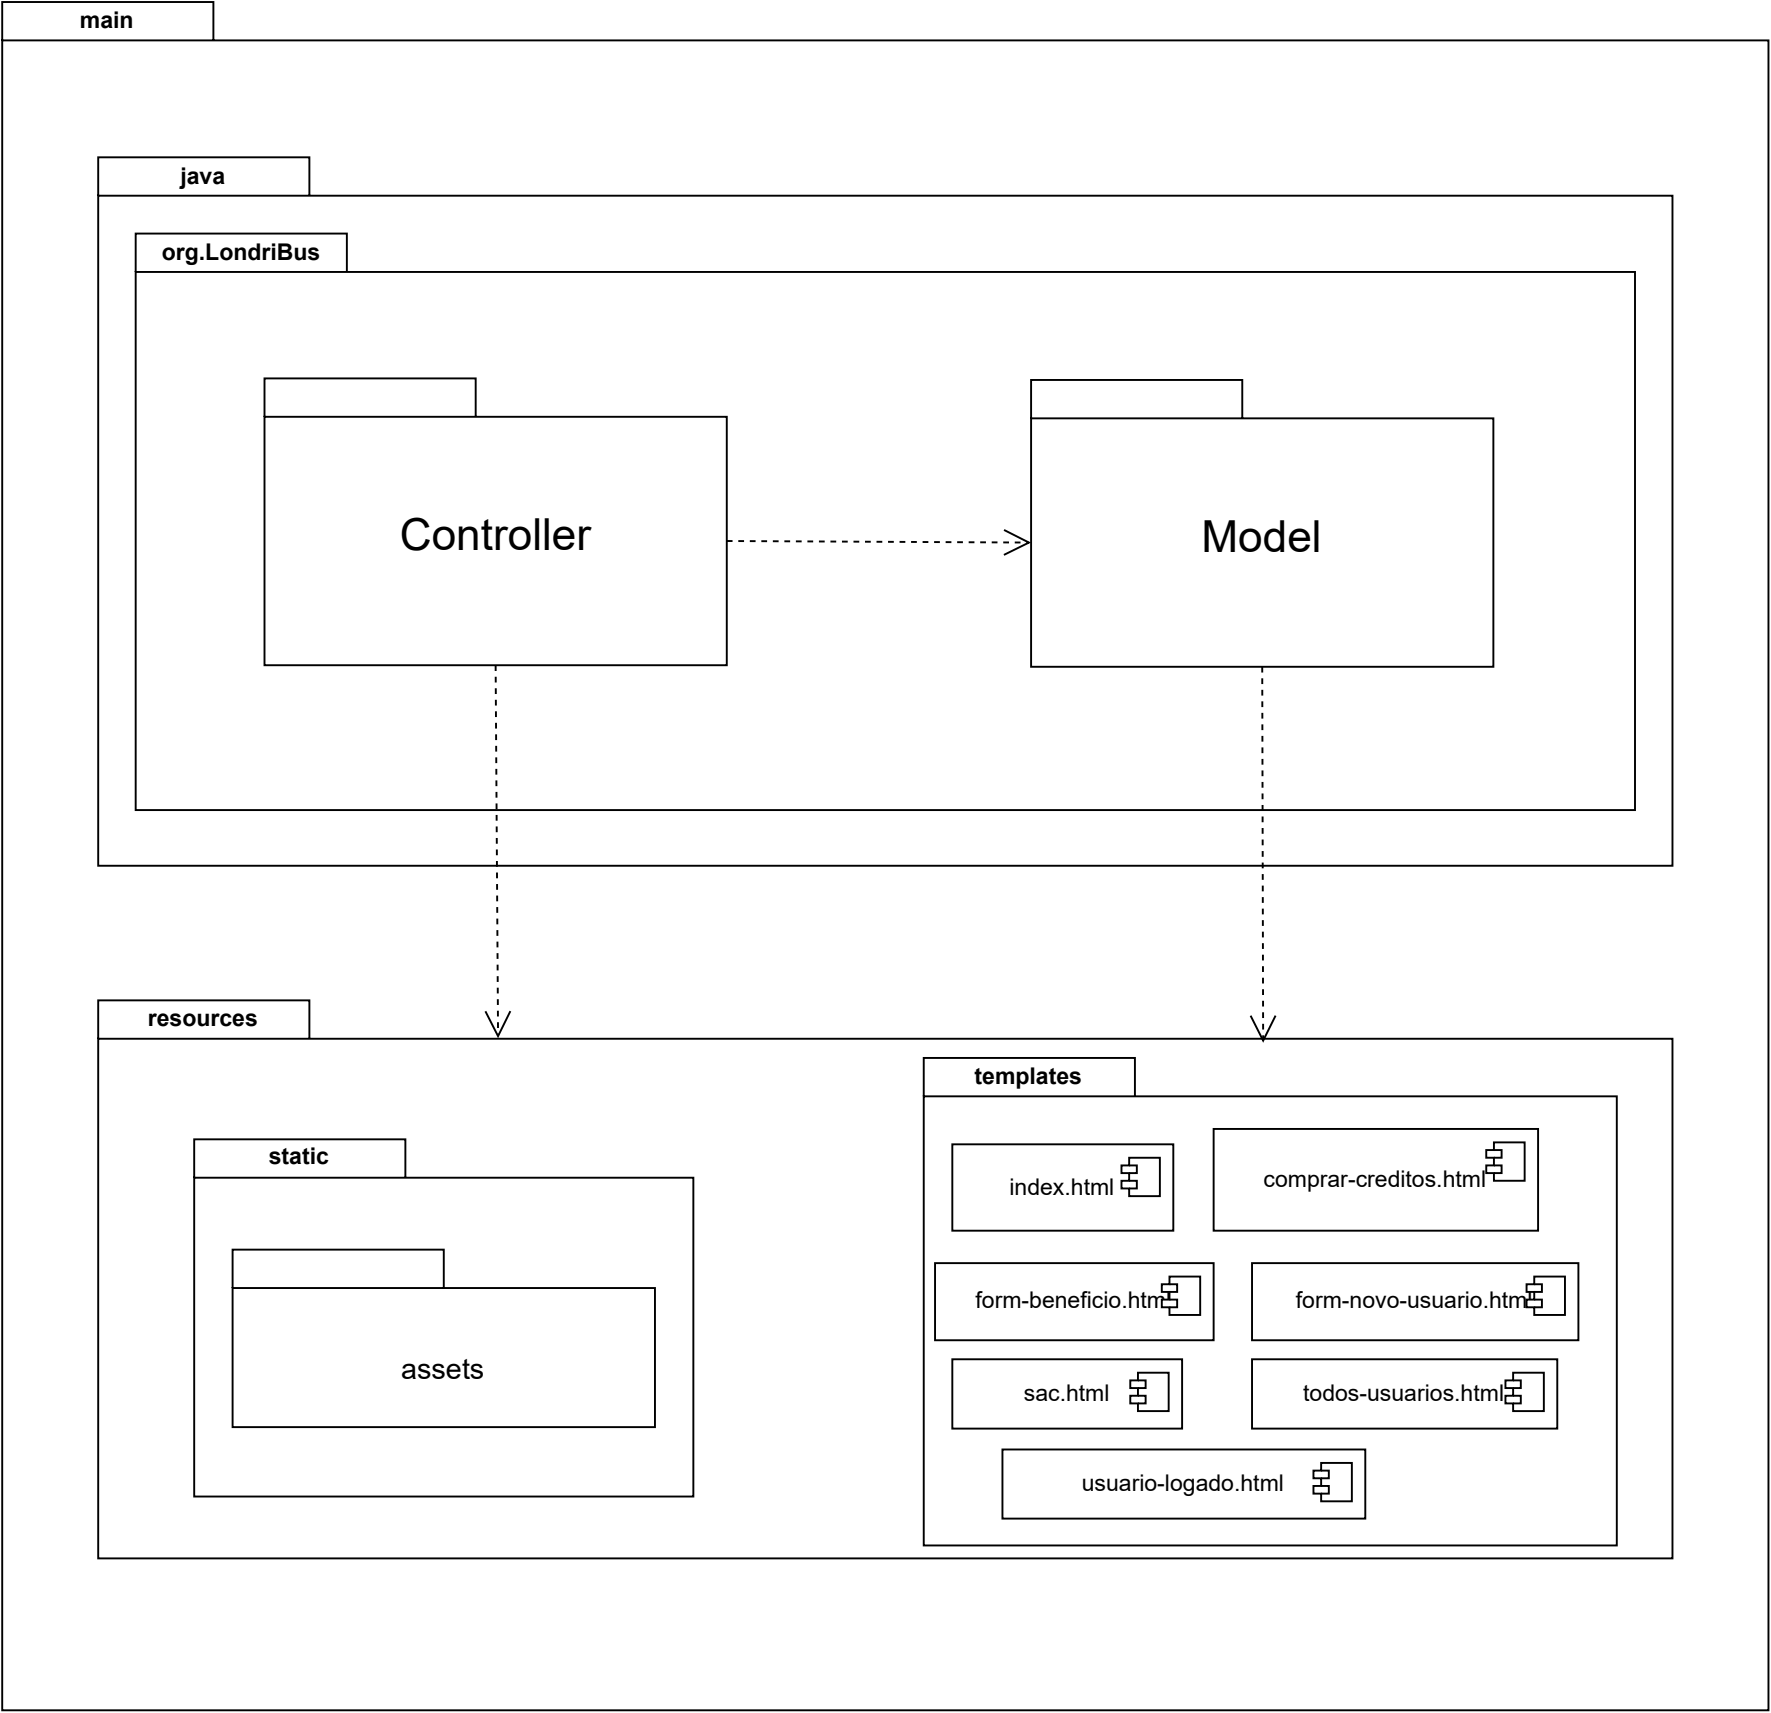 main
java
org.LondriBus
Controller
Model
resources
templates
static
index.html
comprar-creditos.html
form-beneficio.html
form-novo-usuario.html
assets
sac.html
todos-usuarios.html
usuario-logado.html